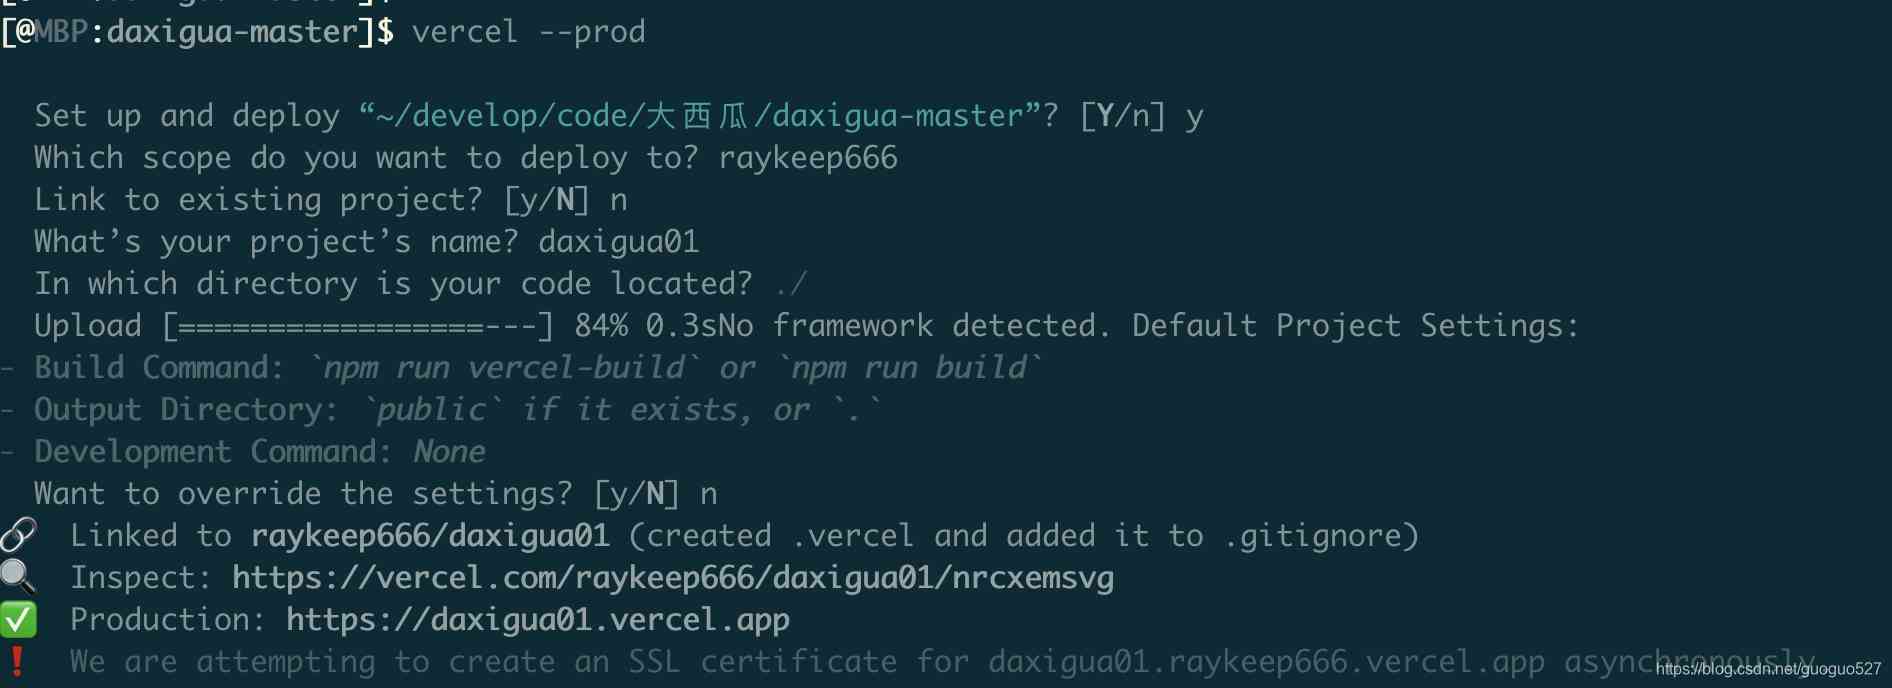 [@MBP:daxigua-master]$ vercel --prod
Set up and deploy “~/develop/code/大西瓜/daxigua-master”? [Y/n] y
Which scope do you want to deploy to? raykeep666
Link to existing project? [y/N] n
What’s your project’s name? daxigua01
In which directory is your code located? ./
Upload [=================---] 84% 0.3sNo framework detected. Default Project Settings:
- Build Command: `npm run vercel-build` or `npm run build`
- Output Directory: `public` if it exists, or `.`
- Development Command: None
Want to override the settings? [y/N] n
🔗 Linked to raykeep666/daxigua01 (created .vercel and added it to .gitignore)
🔍 Inspect: https://vercel.com/raykeep666/daxigua01/nrcxemsvg
✅ Production: https://daxigua01.vercel.app
❗ We are attempting to create an SSL certificate for daxigua01.raykeep666.vercel.app asynchronously.
https://blog.csdn.net/guoguo527